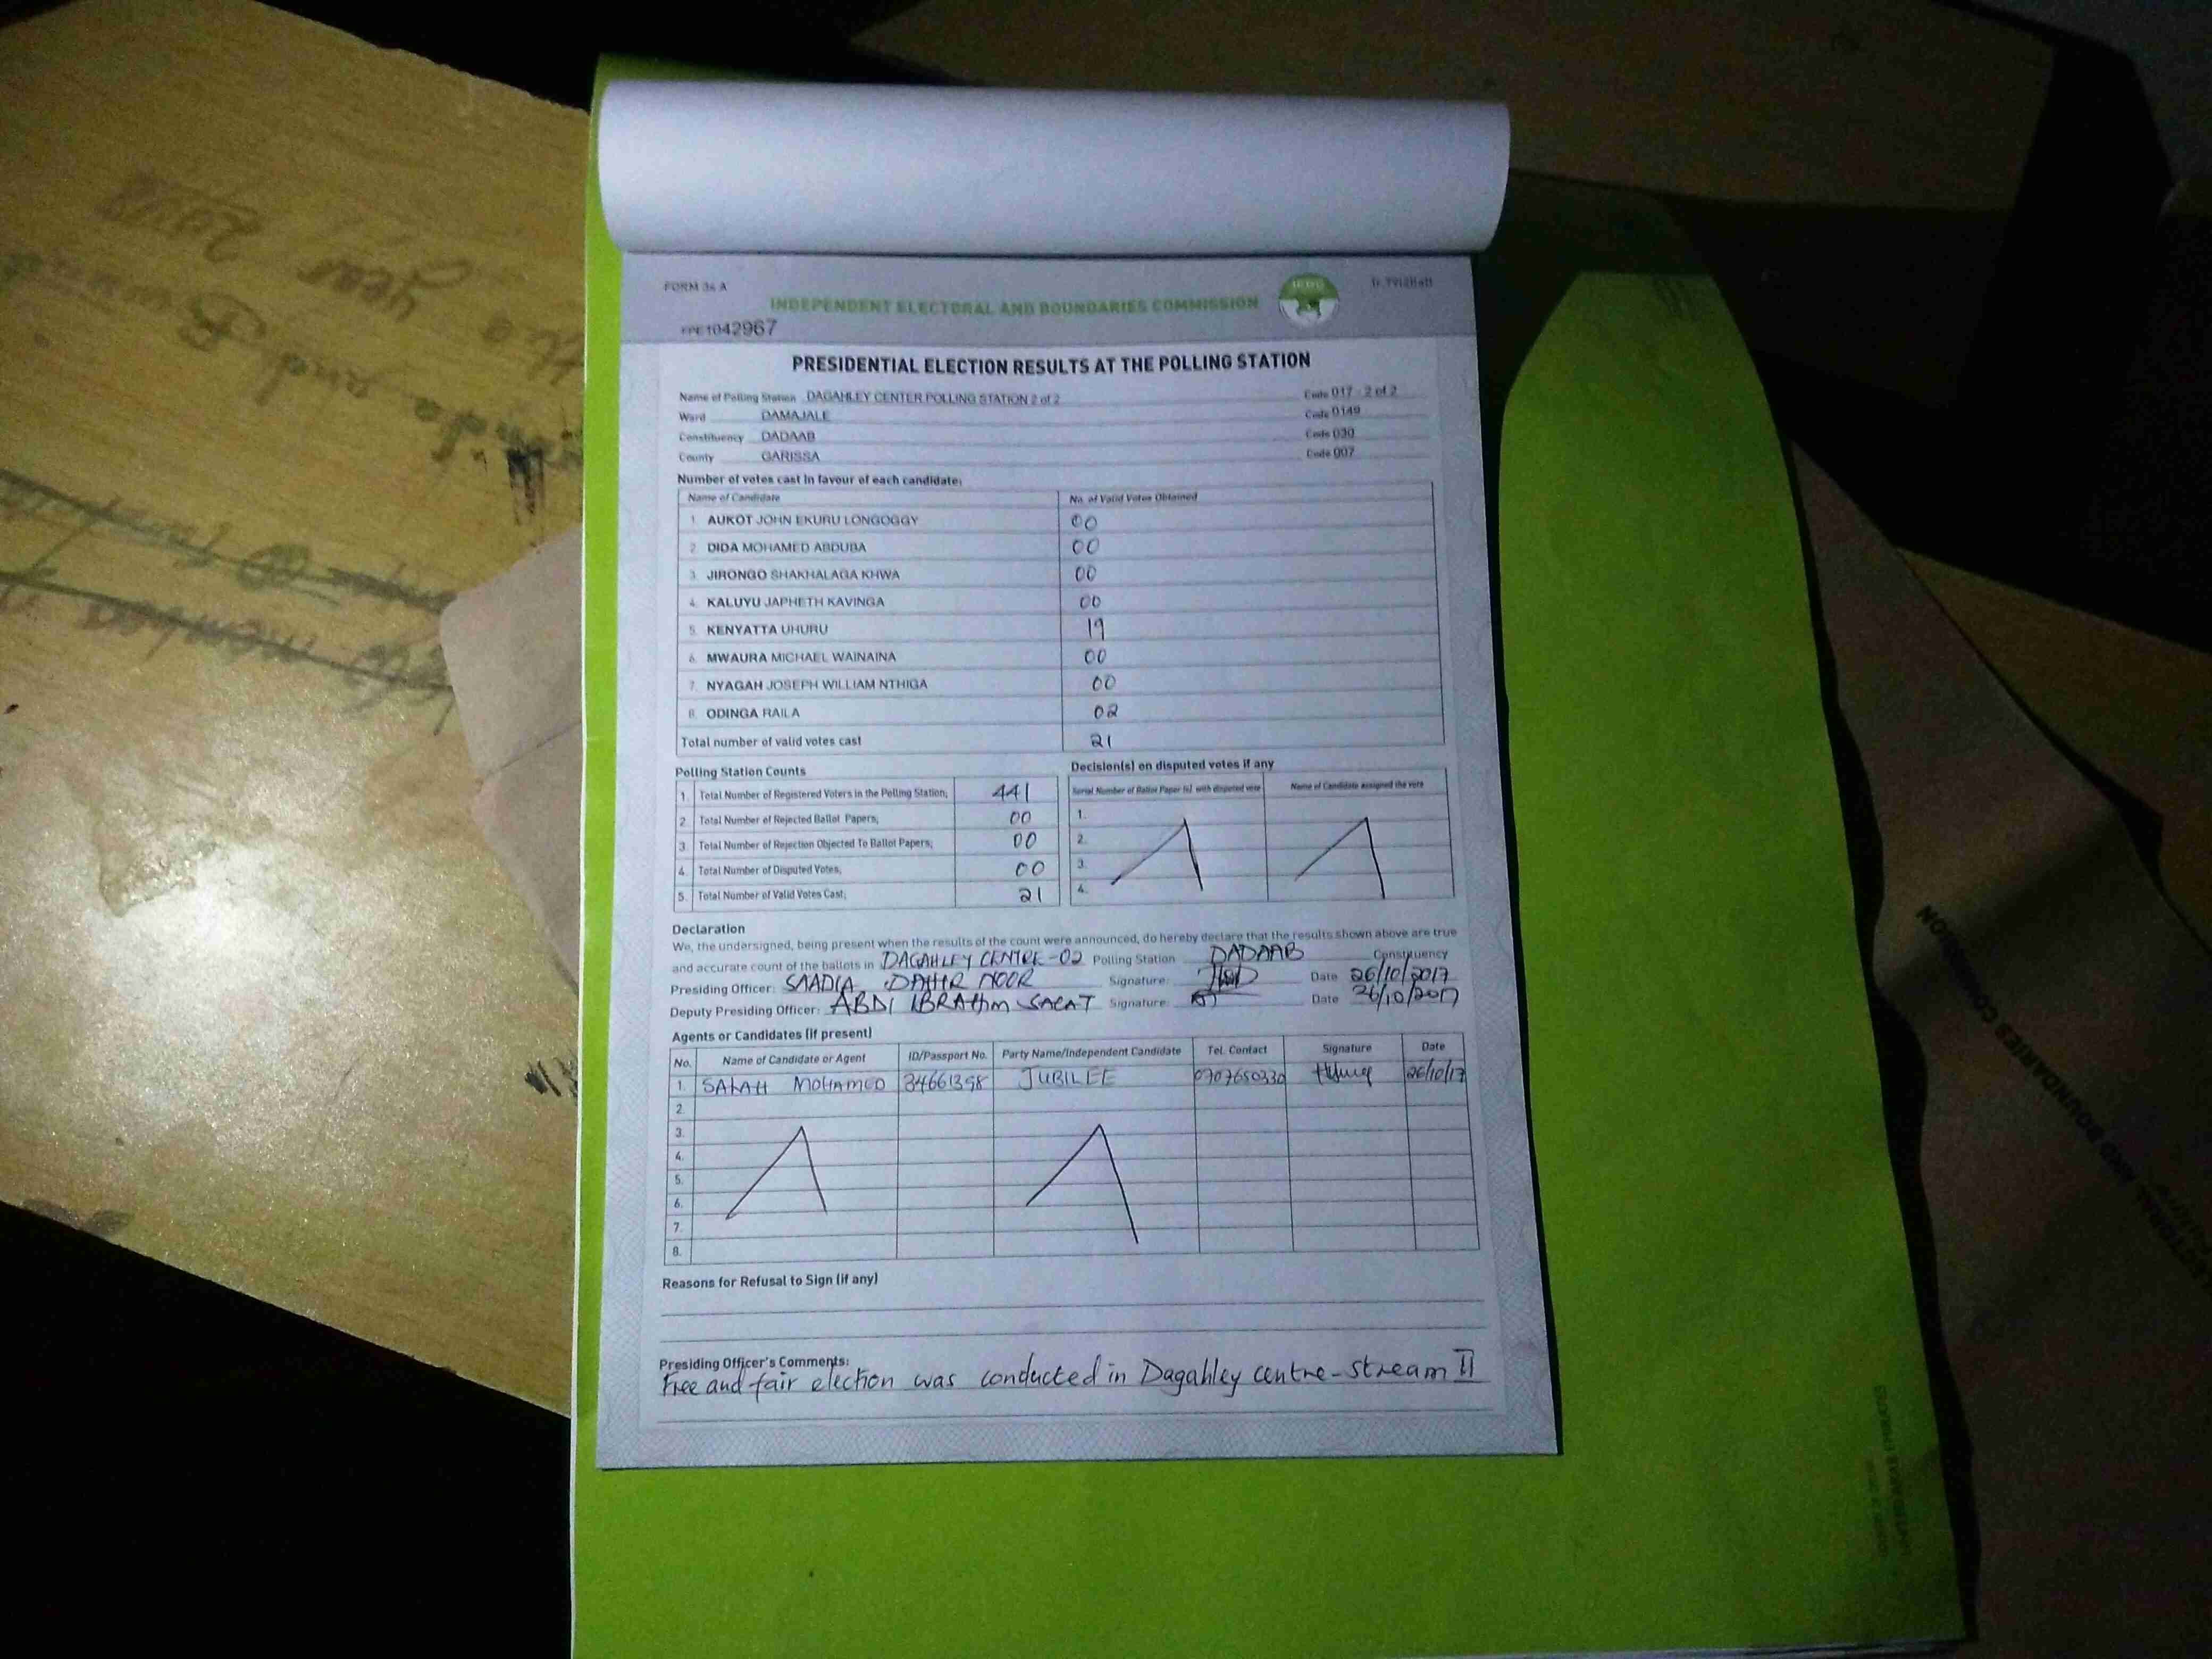 FORM 34 A
INDEPENDENT ELECTORAL AND BOUNDARIES COMMISSION
IEBC
1042967
PRESIDENTIAL ELECTION RESULTS AT THE POLLING STATION
Name of Polling Station DAGAHLEY CENTER POLLING STATION 2 of 2 Code 017 - 2 of 2
Ward DAMAJALE Code 0149
Constituency DADAAB Code 030
County GARISSA Code 007
Number of votes cast in favour of each candidate:
Name of Candidate No. of Valid Votes Obtained
1. AUKOT JOHN EKURU LONGOGGY 00
2. DIDA MOHAMED ABDUBA 00
3. JIRONGO SHAKHALAGA KHWA 00
4. KALUYU JAPHETH KAVINGA 00
5. KENYATTA UHURU 19
6. MWAURA MICHAEL WAINAINA 00
7. NYAGAH JOSEPH WILLIAM NTHIGA 00
8. ODINGA RAILA 02
Total number of valid votes cast 21
Polling Station Counts
1. Total Number of Registered Voters in the Polling Station; 441
2. Total Number of Rejected Ballot Papers; 00
3. Total Number of Rejection Objected To Ballot Papers; 00
4. Total Number of Disputed Votes; 00
5. Total Number of Valid Votes Cast; 21
Decision(s) on disputed votes if any
Serial Number of Ballot Paper (s) with disputed vote Name of Candidate assigned the vote
1.
2.
3.
4.
Declaration
We, the undersigned, being present when the results of the count were announced, do hereby declare that the results shown above are true
and accurate count of the ballots in DAGAHLEY CENTRE-02 Polling Station DADAAB Constituency
Presiding Officer: SAADIA DAHIR NOOR Signature: Date 26/10/2017
Deputy Presiding Officer: ABDI IBRAHIM SALAT Signature: Date 26/10/2017
Agents or Candidates (if present)
No. Name of Candidate or Agent ID/Passport No. Party Name/Independent Candidate Tel. Contact Signature Date
1. SALAH MOHAMED 34661398 JUBILEE 0707650330 26/10/17
2.
3.
4.
5.
6.
7.
8.
Reasons for Refusal to Sign (if any)
Presiding Officer's Comments:
Free and fair election was conducted in Dagahley centre-stream II
year
and